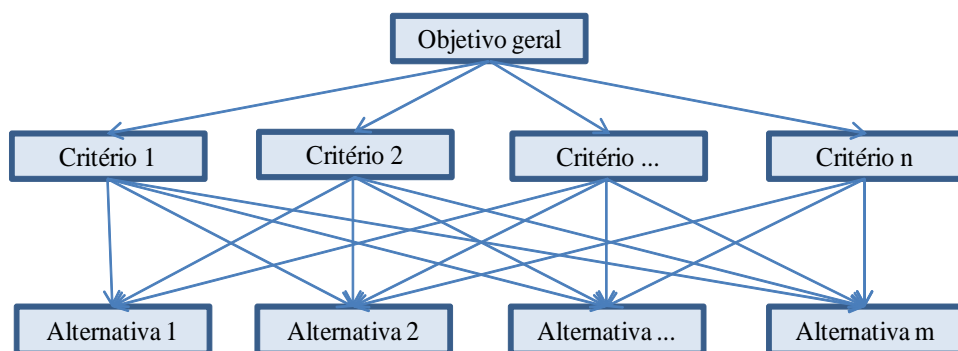 Objetivo geral
Critério 1
Critério 2
Critério ...
Critério n
Alternativa 1
Alternativa 2
Alternativa ...
Alternativa m